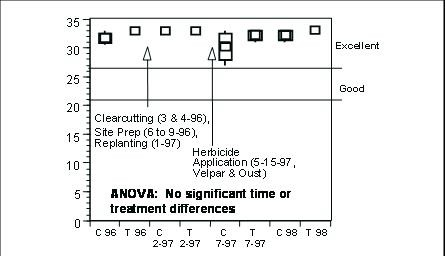 35
30
25
20
15
10
5
0
Excellent
Good
Clearcutting (3 & 4-96),
Site Prep (6 to 9-96),
Replanting (1-97)
Herbicide
Application (5-15-97,
Velpar & Oust)
ANOVA: No significant time or
treatment differences
C 96 T 96 C T C T C 98 T 98
2-97 2-97 7-97 7-97